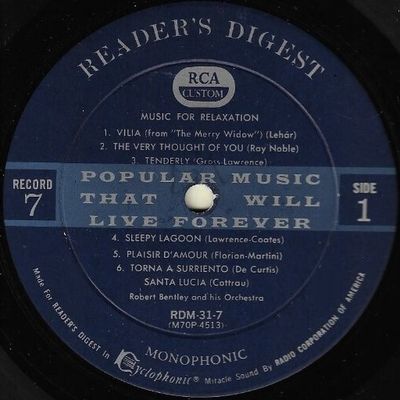 READER'S DIGEST
RCA
CUSTOM
MUSIC FOR RELAXATION
1. VILIA (from "The Merry Widow") (Lehár)
2. THE VERY THOUGHT OF YOU (Ray Noble)
3. TENDERLY (Gross-Lawrence)
RECORD
7
POPULAR MUSIC
THAT WILL
LIVE FOREVER
SIDE
1
4. SLEEPY LAGOON (Lawrence-Coates)
5. PLAISIR D'AMOUR (Florian-Martini)
6. TORNA A SURRIENTO (De Curtis)
SANTA LUCIA (Cottrau)
Robert Bentley and his Orchestra
RDM-31-7
(M70P-4513)
MONOPHONIC
Made For READER'S DIGEST In Cyclophonic® Miracle Sound By RADIO CORPORATION OF AMERICA